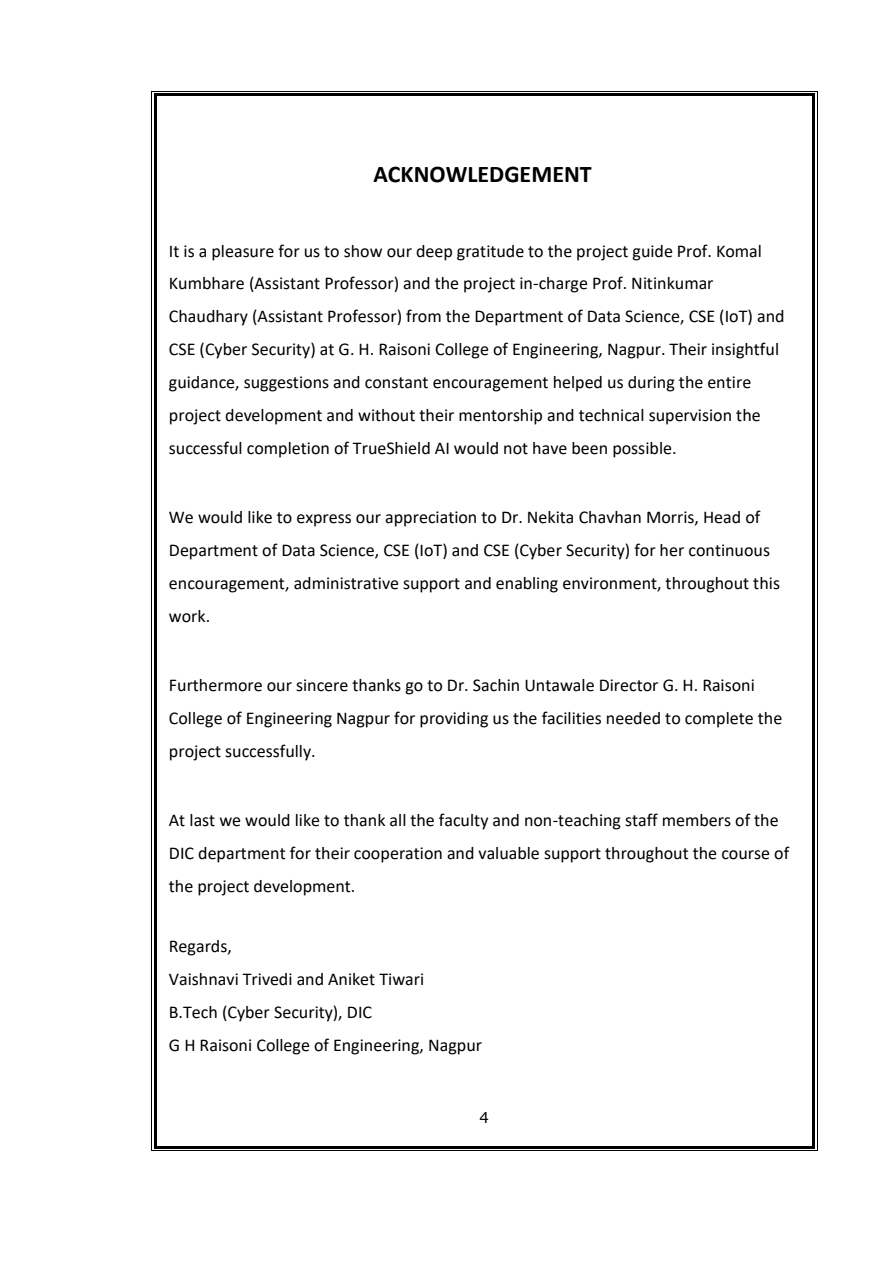 ACKNOWLEDGEMENT
It is a pleasure for us to show our deep gratitude to the project guide Prof. Komal
Kumbhare (Assistant Professor) and the project in-charge Prof. Nitinkumar
Chaudhary (Assistant Professor) from the Department of Data Science, CSE (IoT) and
CSE (Cyber Security) at G. H. Raisoni College of Engineering, Nagpur. Their insightful
guidance, suggestions and constant encouragement helped us during the entire
project development and without their mentorship and technical supervision the
successful completion of TrueShield AI would not have been possible.
We would like to express our appreciation to Dr. Nekita Chavhan Morris, Head of
Department of Data Science, CSE (IoT) and CSE (Cyber Security) for her continuous
encouragement, administrative support and enabling environment, throughout this
work.
Furthermore our sincere thanks go to Dr. Sachin Untawale Director G. H. Raisoni
College of Engineering Nagpur for providing us the facilities needed to complete the
project successfully.
At last we would like to thank all the faculty and non-teaching staff members of the
DIC department for their cooperation and valuable support throughout the course of
the project development.
Regards,
Vaishnavi Trivedi and Aniket Tiwari
B.Tech (Cyber Security), DIC
G H Raisoni College of Engineering, Nagpur
4